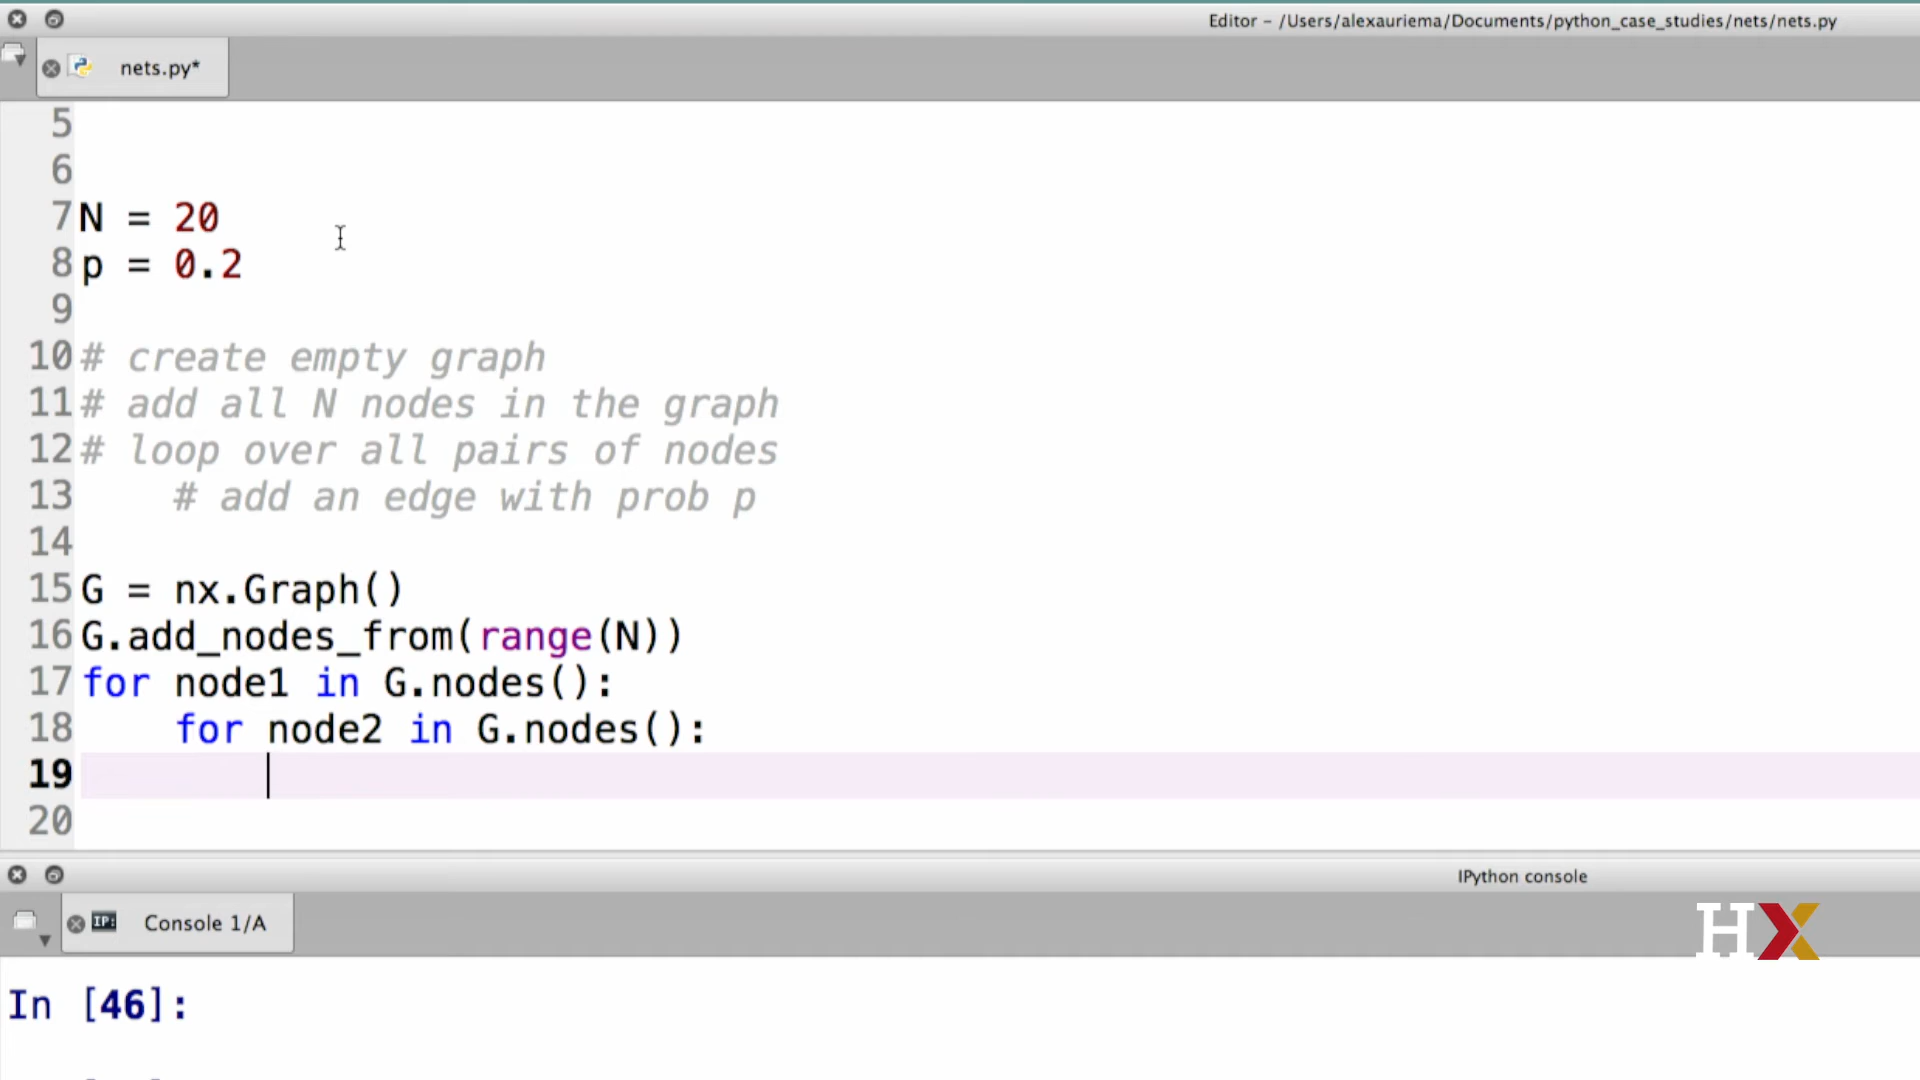 Editor - /Users/alexauriema/Documents/python_case_studies/nets/nets.py
nets.py*
5
6
7 N = 20
8 p = 0.2
9
10 # create empty graph
11 # add all N nodes in the graph
12 # loop over all pairs of nodes
13     # add an edge with prob p
14
15 G = nx.Graph()
16 G.add_nodes_from(range(N))
17 for node1 in G.nodes():
18     for node2 in G.nodes():
19
20
IPython console
IP:
Console 1/A
HX
In [46]: